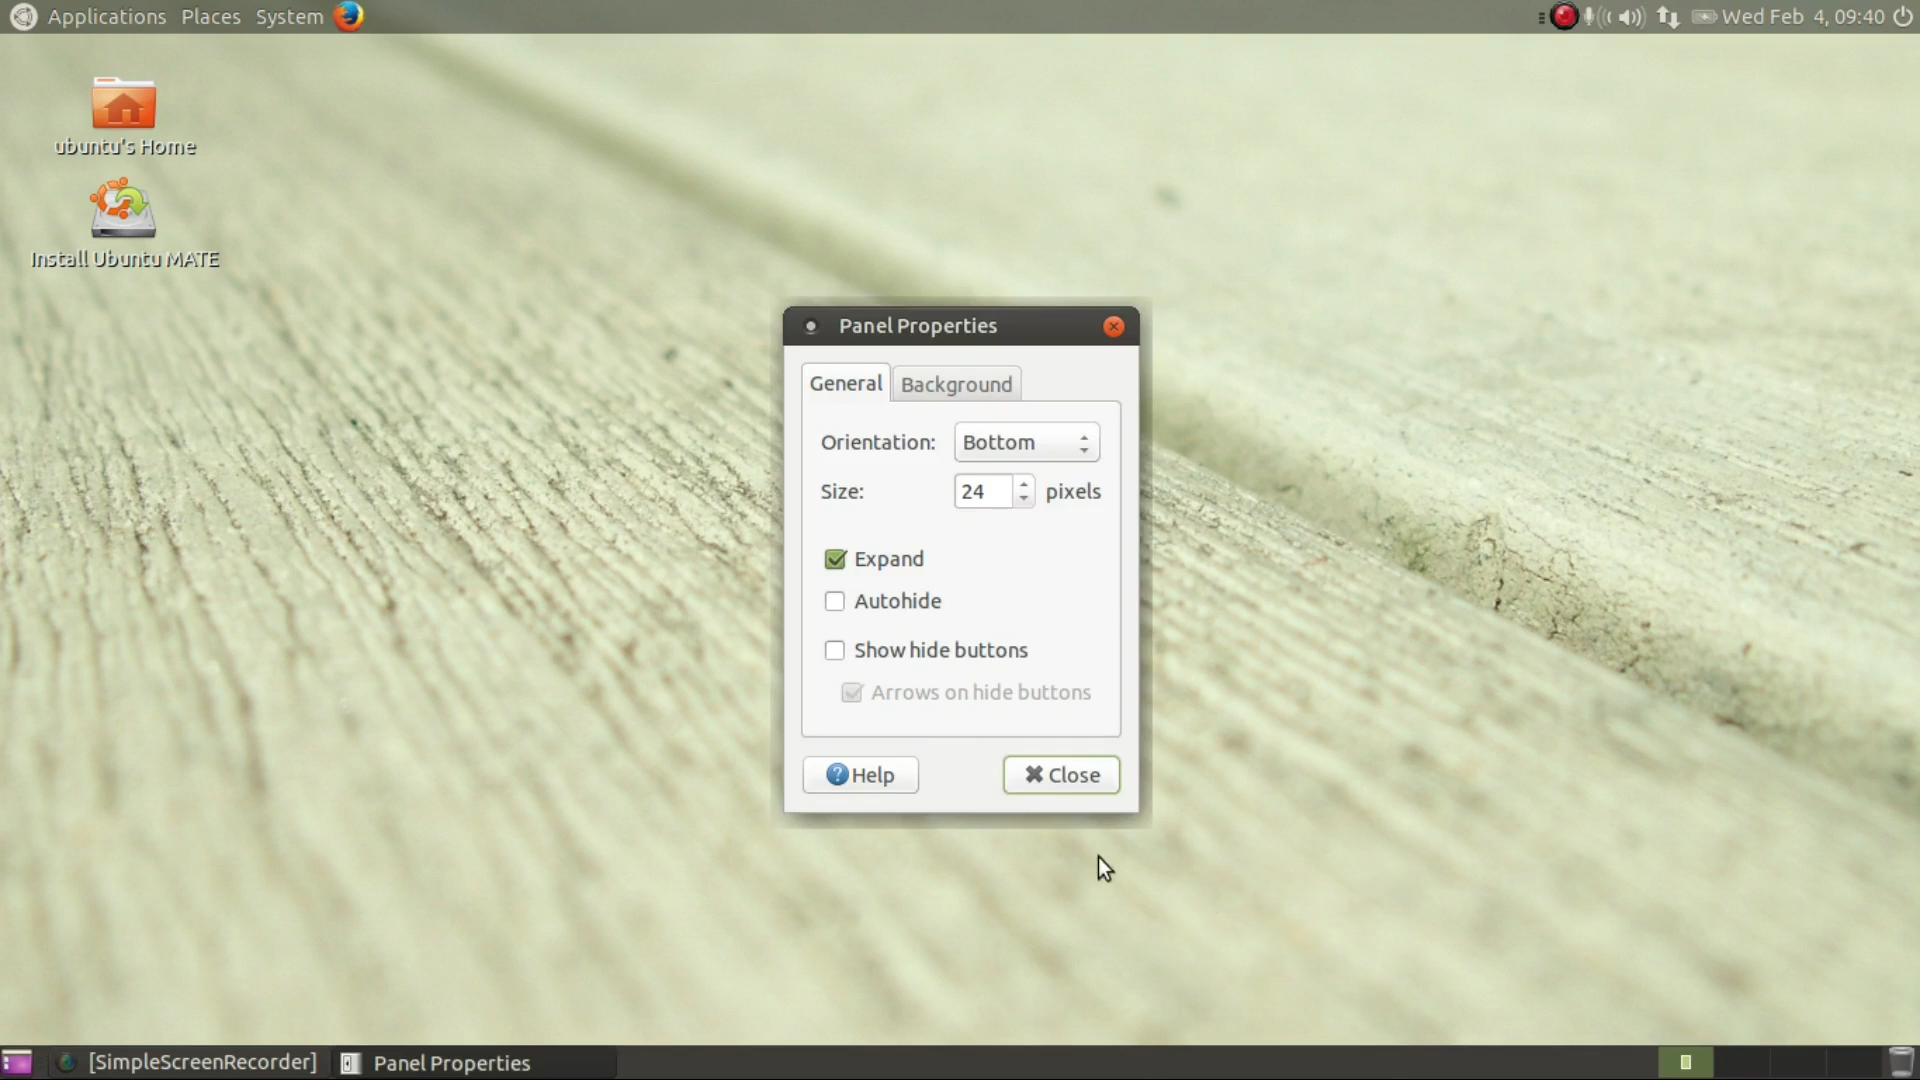 Applications Places System
Wed Feb 4, 09:40
ubuntu's Home
Install Ubuntu MATE
Panel Properties
General
Background
Orientation: Bottom
Size: 24 pixels
Expand
Autohide
Show hide buttons
Arrows on hide buttons
Help
Close
[SimpleScreenRecorder]
Panel Properties